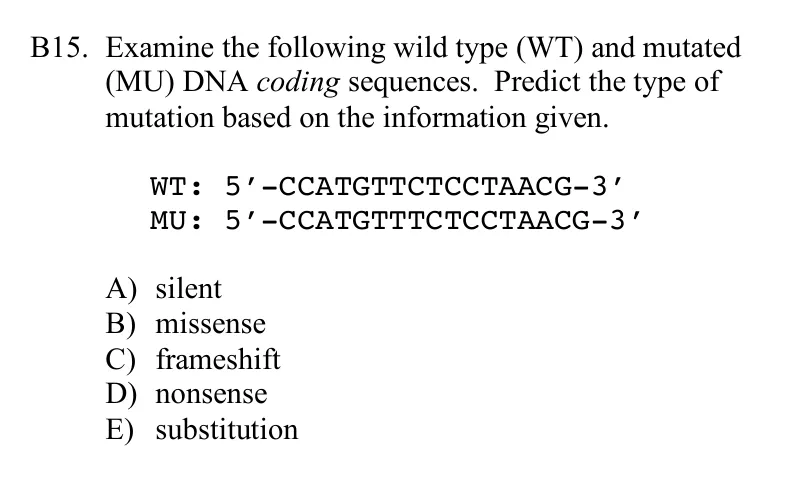 B15. Examine the following wild type (WT) and mutated
(MU) DNA coding sequences. Predict the type of
mutation based on the information given.
WT: 5′-CCATGTTCTCCTAACG-3′
MU: 5′-CCATGTTTCTCCTAACG-3′
A) silent
B) missense
C) frameshift
D) nonsense
E) substitution